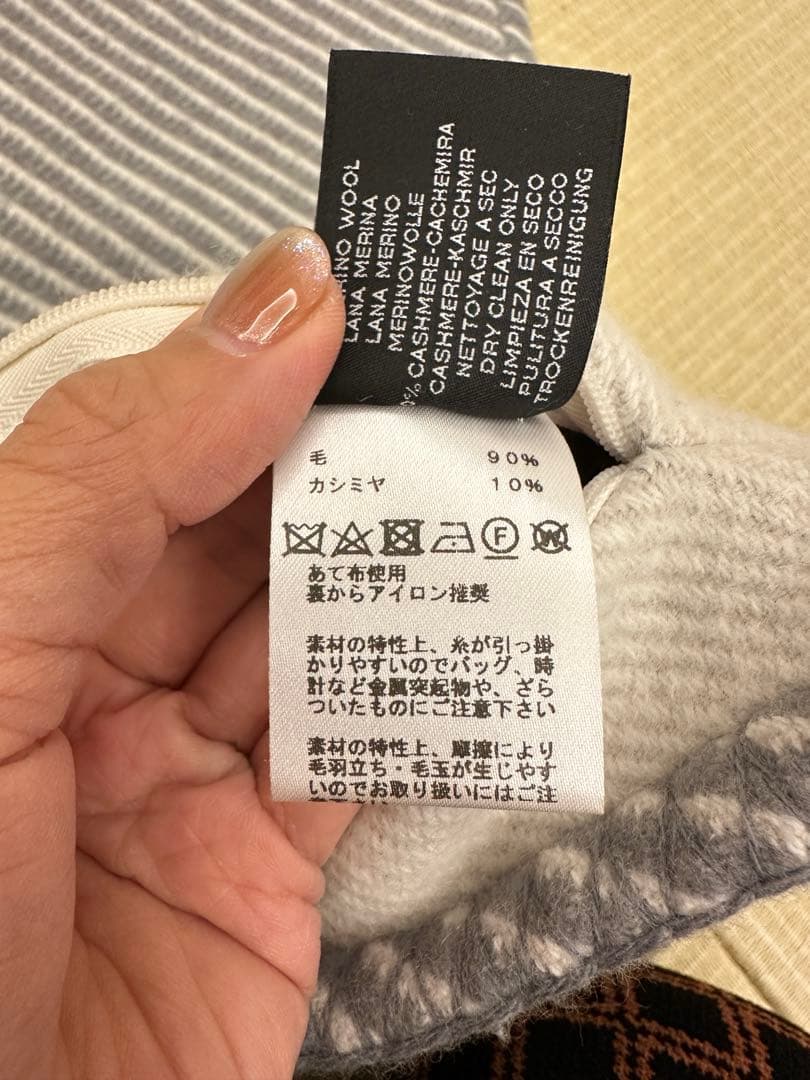 WOOL
LANA MERINA
LANA MERINO
MERINOWOLLE
CASHMERE-CACHEMIRA
CASHMERE-KASCHMIR
NETTOYAGE A SEC
DRY CLEAN ONLY
LIMPIEZA EN SECO
PULITURA A SECCO
TROCKENREINIGUNG
毛 90%
カシミヤ 10%
F W
あて布使用
裏からアイロン推奨
素材の特性上、糸が引っ掛
かりやすいのでバッグ、時
計など金属突起物や、ざら
ついたものにご注意下さい
素材の特性上、摩擦により
毛羽立ち・毛玉が生じやす
いのでお取り扱いにはご注